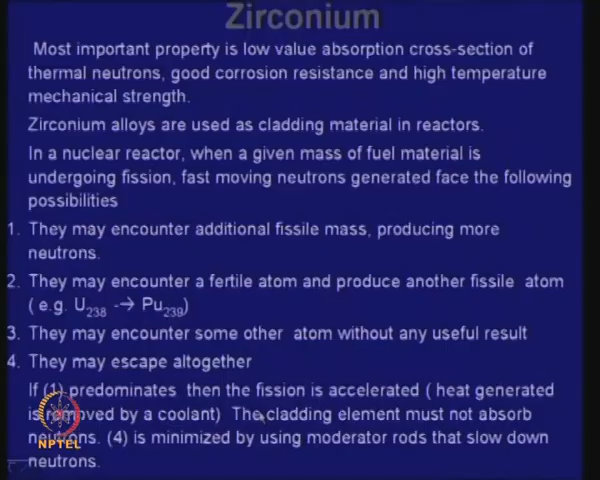 Zirconium
Most important property is low value absorption cross-section of
thermal neutrons, good corrosion resistance and high temperature
mechanical strength.
Zirconium alloys are used as cladding material in reactors.
In a nuclear reactor, when a given mass of fuel material is
undergoing fission, fast moving neutrons generated face the following
possibilities
1. They may encounter additional fissile mass, producing more
neutrons.
2. They may encounter a fertile atom and produce another fissile atom
( e.g. U238 -→ Pu239)
3. They may encounter some other atom without any useful result
4. They may escape altogether
If (1) predominates then the fission is accelerated ( heat generated
is removed by a coolant) The cladding element must not absorb
neutrons. (4) is minimized by using moderator rods that slow down
neutrons.
NPTEL